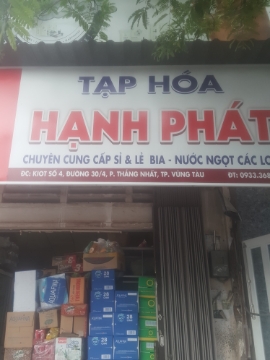 TẠP HÓA
HẠNH PHÁT
CHUYÊN CUNG CẤP SỈ & LẺ BIA - NƯỚC NGỌT CÁC LO
ĐC: KIOT SỐ 4, ĐƯỜNG 30/4, P. THẮNG NHẤT, TP. VŨNG TÀU ĐT: 0933.368